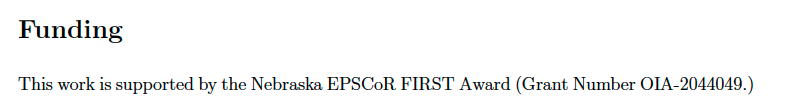 Funding
This work is supported by the Nebraska EPSCoR FIRST Award (Grant Number OIA-2044049.)